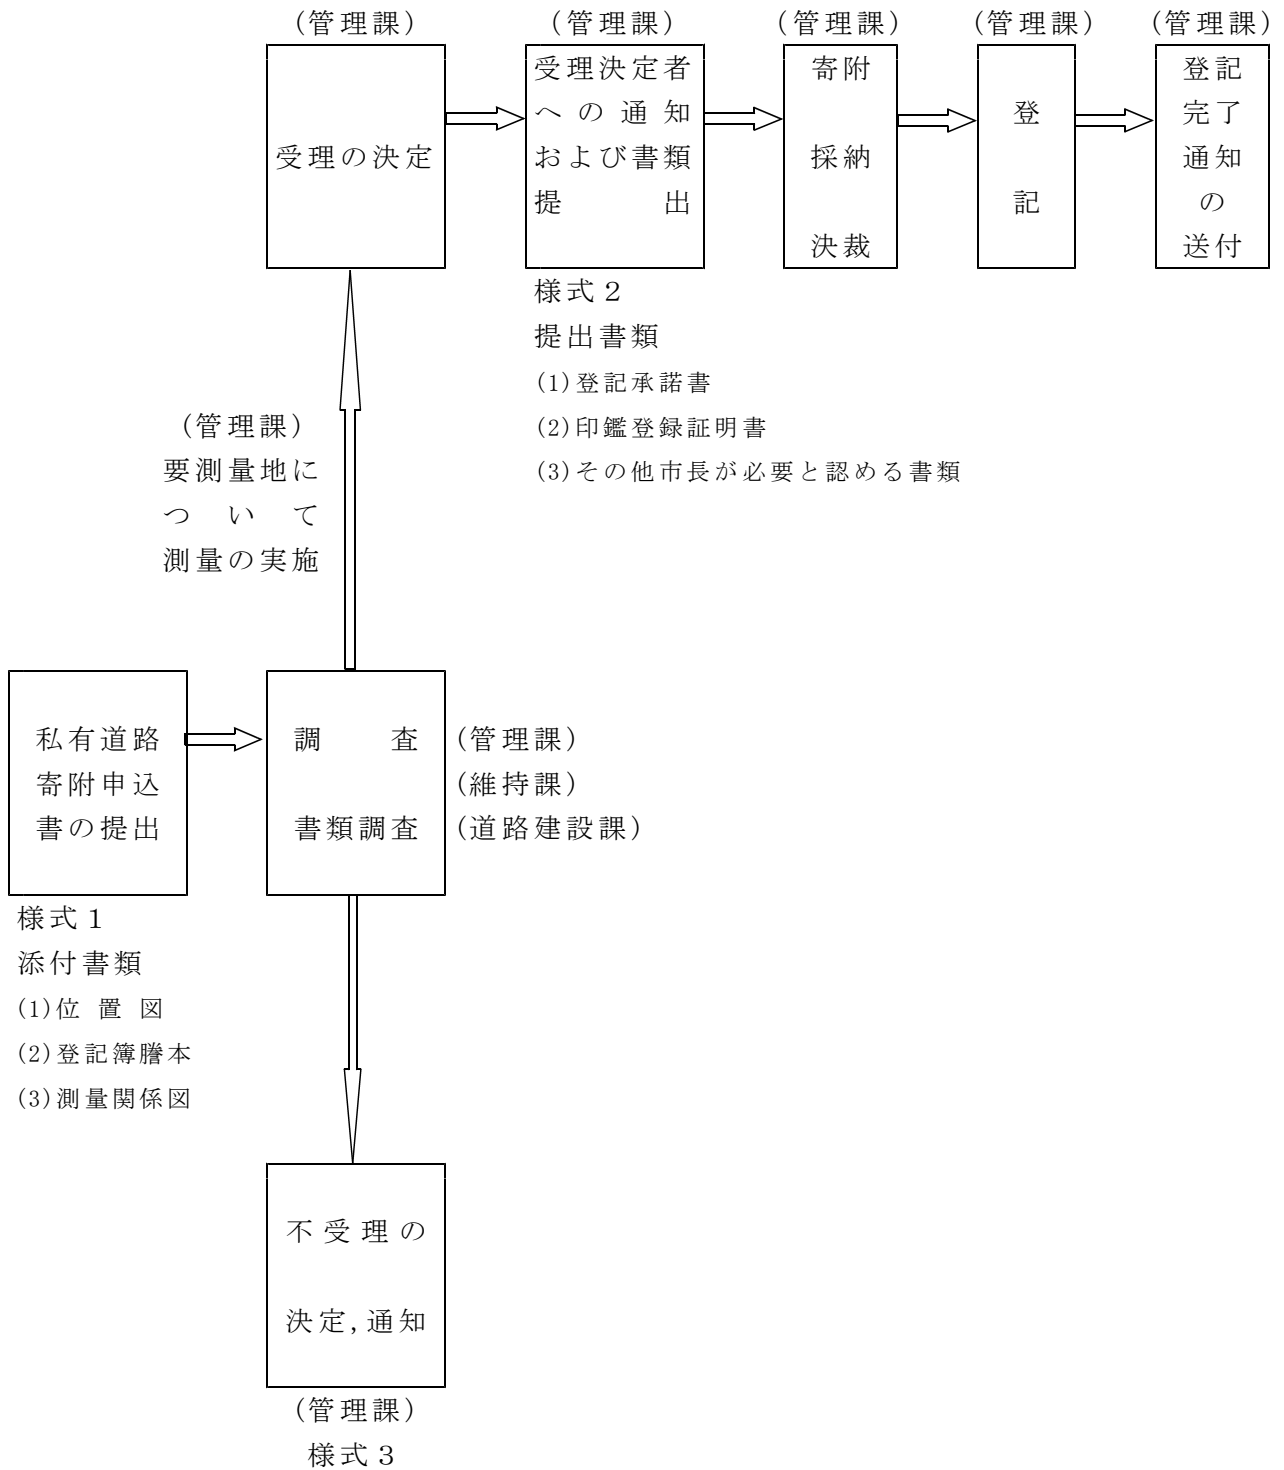 (管理課)
受理の決定
(管理課)
受理決定者
への通知
および書類
提出
(管理課)
寄附
採納
決裁
(管理課)
登
記
(管理課)
登記
完了
通知
の
送付
様式2
提出書類
(1)登記承諾書
(2)印鑑登録証明書
(3)その他市長が必要と認める書類
(管理課)
要測量地に
ついて
測量の実施
私有道路
寄附申込
書の提出
調査
書類調査
(管理課)
(維持課)
(道路建設課)
様式1
添付書類
(1)位置図
(2)登記簿謄本
(3)測量関係図
不受理の
決定,通知
(管理課)
様式3